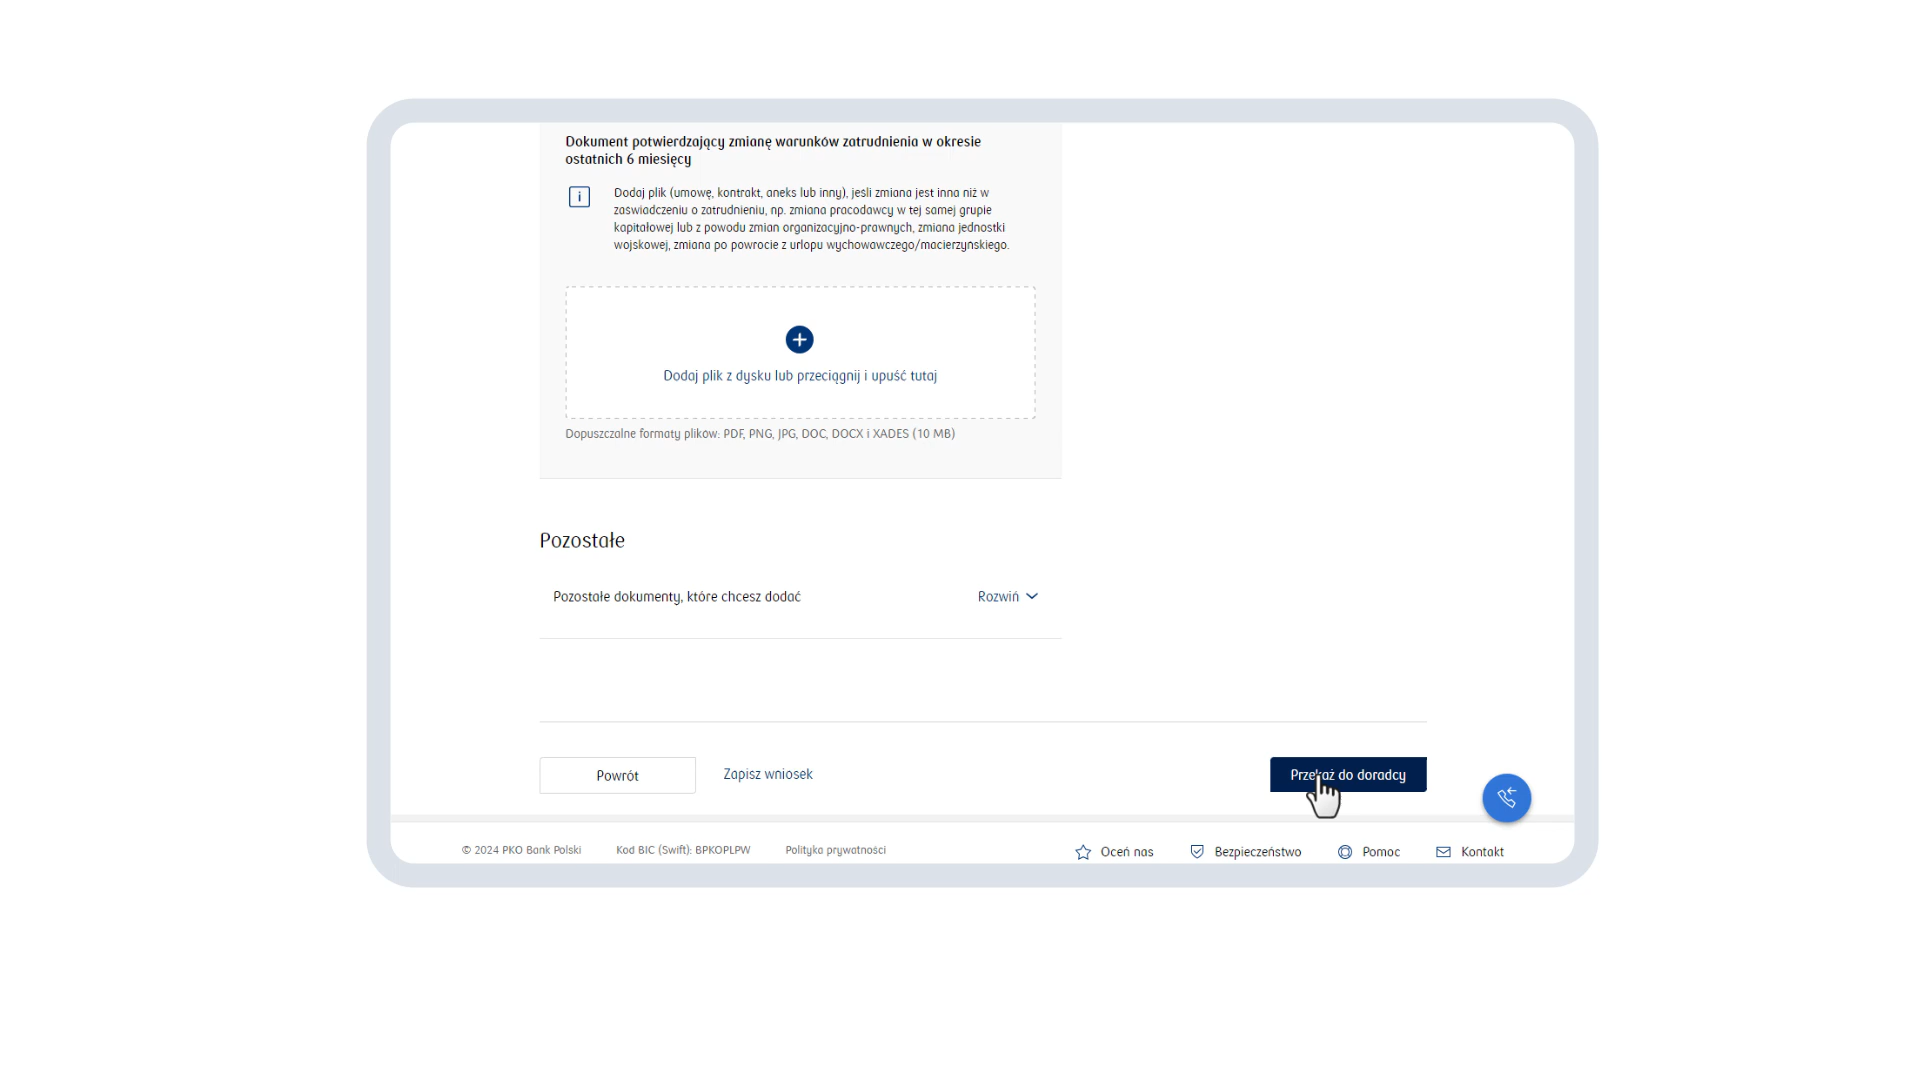 Dokument potwierdzający zmianę warunków zatrudnienia w okresie
ostatnich 6 miesięcy
Dodaj plik (umowę, kontrakt, aneks lub inny), jeśli zmiana jest inna niż w
zaświadczeniu o zatrudnieniu, np. zmiana pracodawcy w tej samej grupie
kapitałowej lub z powodu zmian organizacyjno-prawnych, zmiana jednostki
wojskowej, zmiana po powrocie z urlopu wychowawczego/macierzyńskiego.
Dodaj plik z dysku lub przeciągnij i upuść tutaj
Dopuszczalne formaty plików: PDF, PNG, JPG, DOC, DOCX i XADES (10 MB)
Pozostałe
Pozostałe dokumenty, które chcesz dodać
Rozwiń
Powrót
Zapisz wniosek
Przekaż do doradcy
© 2024 PKO Bank Polski
Kod BIC (Swift): BPKOPLPW
Polityka prywatności
Oceń nas
Bezpieczeństwo
Pomoc
Kontakt